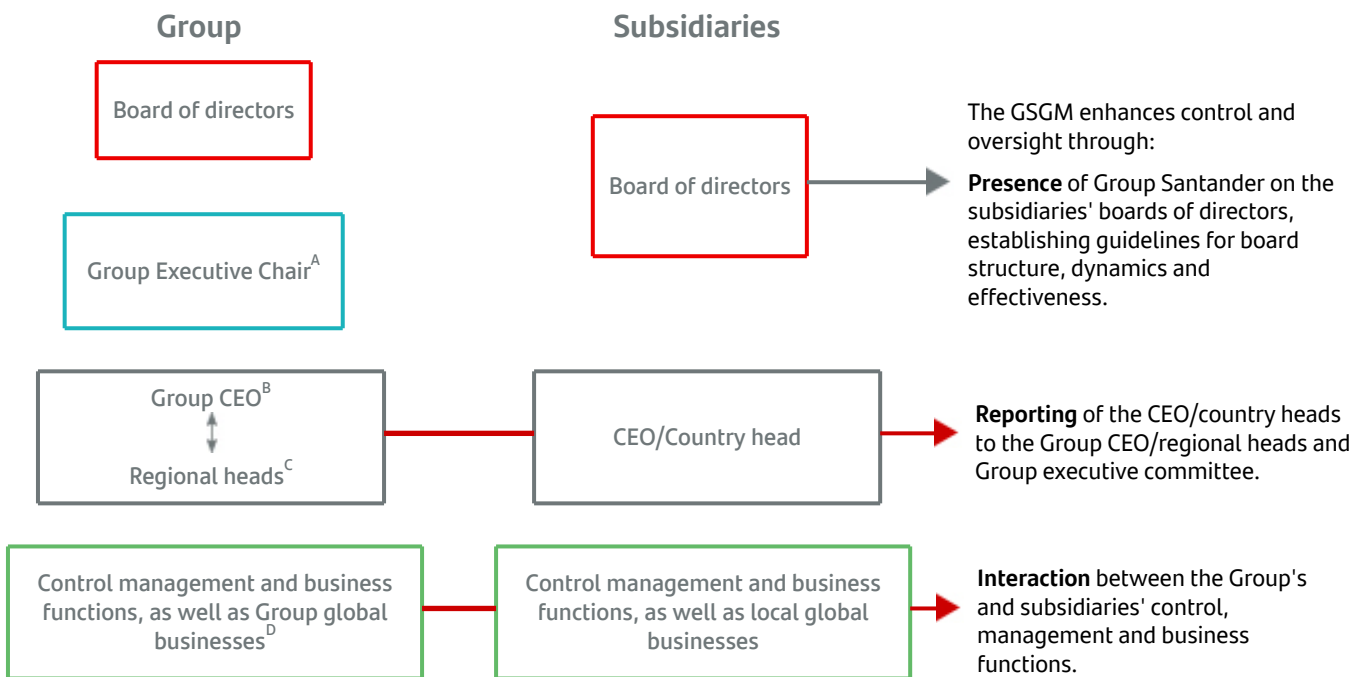 Group
Subsidiaries
Board of directors
Board of directors
The GSGM enhances control and
oversight through:
Presence of Group Santander on the
subsidiaries' boards of directors,
establishing guidelines for board
structure, dynamics and
effectiveness.
Group Executive Chair^A
Group CEO^B
Regional heads^C
CEO/Country head
Reporting of the CEO/country heads
to the Group CEO/regional heads and
Group executive committee.
Control management and business
functions, as well as Group global
businesses^D
Control management and business
functions, as well as local global
businesses
Interaction between the Group's
and subsidiaries' control,
management and business
functions.